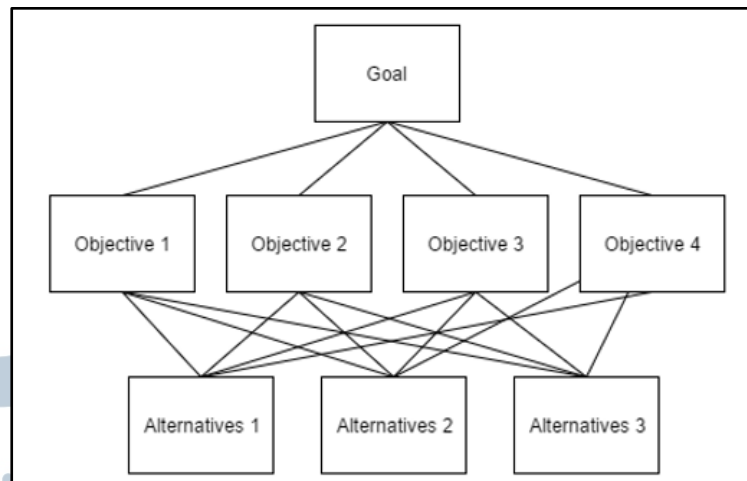 Goal
Objective 1
Objective 2
Objective 3
Objective 4
Alternatives 1
Alternatives 2
Alternatives 3